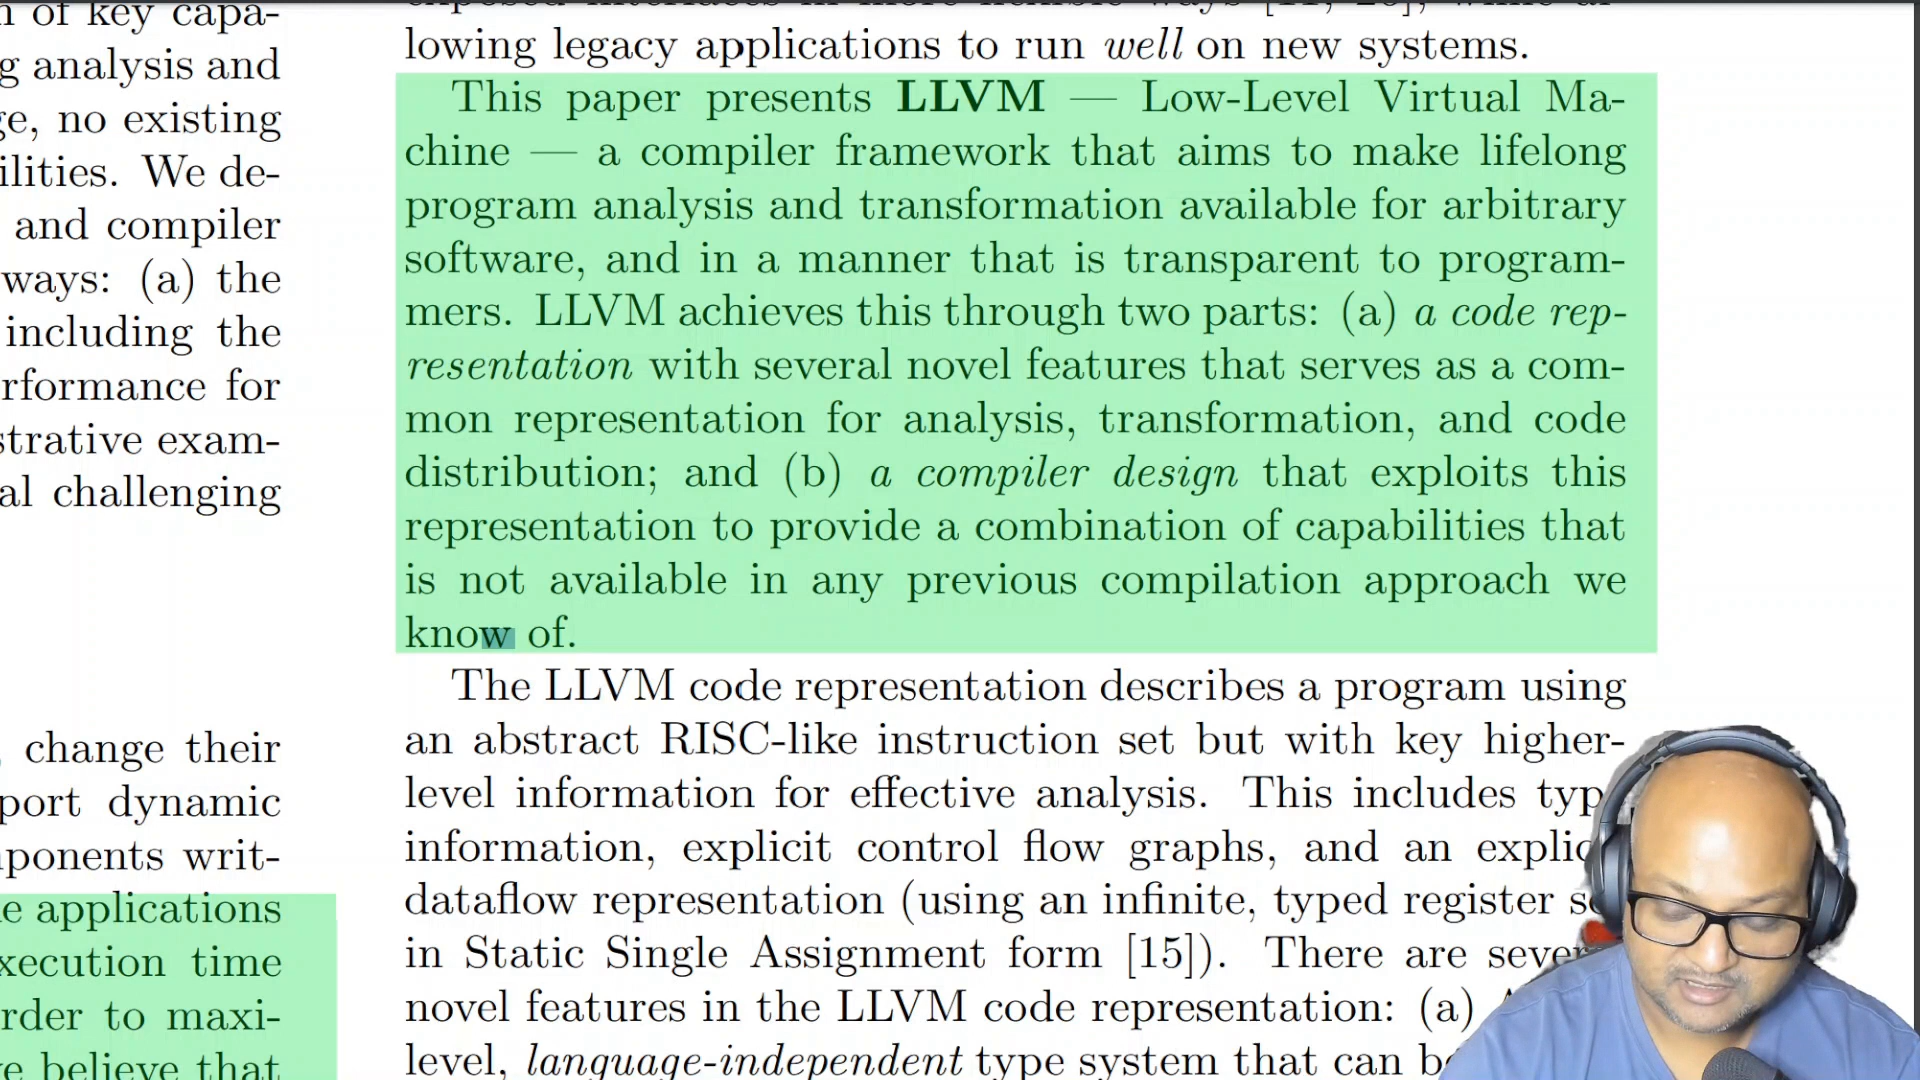 n of key capa-
g analysis and
ge, no existing
ilities. We de-
and compiler
ways: (a) the
including the
rformance for
strative exam-
al challenging
change their
port dynamic
ponents writ-
e applications
xecution time
rder to maxi-
e believe that
lowing legacy applications to run well on new systems.
This paper presents LLVM — Low-Level Virtual Ma-
chine — a compiler framework that aims to make lifelong
program analysis and transformation available for arbitrary
software, and in a manner that is transparent to program-
mers. LLVM achieves this through two parts: (a) a code rep-
resentation with several novel features that serves as a com-
mon representation for analysis, transformation, and code
distribution; and (b) a compiler design that exploits this
representation to provide a combination of capabilities that
is not available in any previous compilation approach we
know of.
The LLVM code representation describes a program using
an abstract RISC-like instruction set but with key higher-
level information for effective analysis. This includes typ
information, explicit control flow graphs, and an explic
dataflow representation (using an infinite, typed register s
in Static Single Assignment form [15]). There are sever
novel features in the LLVM code representation: (a)
level, language-independent type system that can b